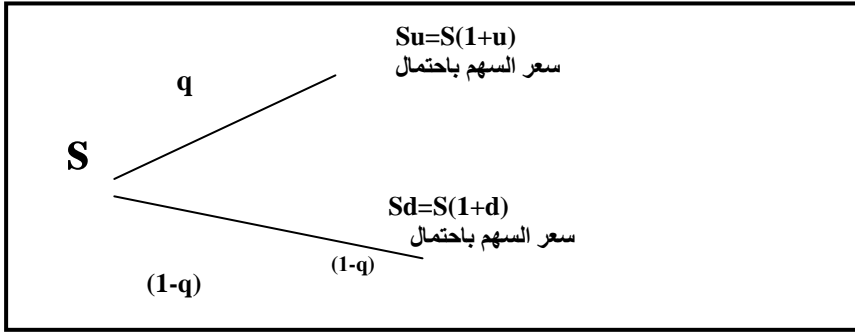 Su=S(1+u)
سعر السهم باحتمال
q
S
Sd=S(1+d)
سعر السهم باحتمال
(1-q)
(1-q)